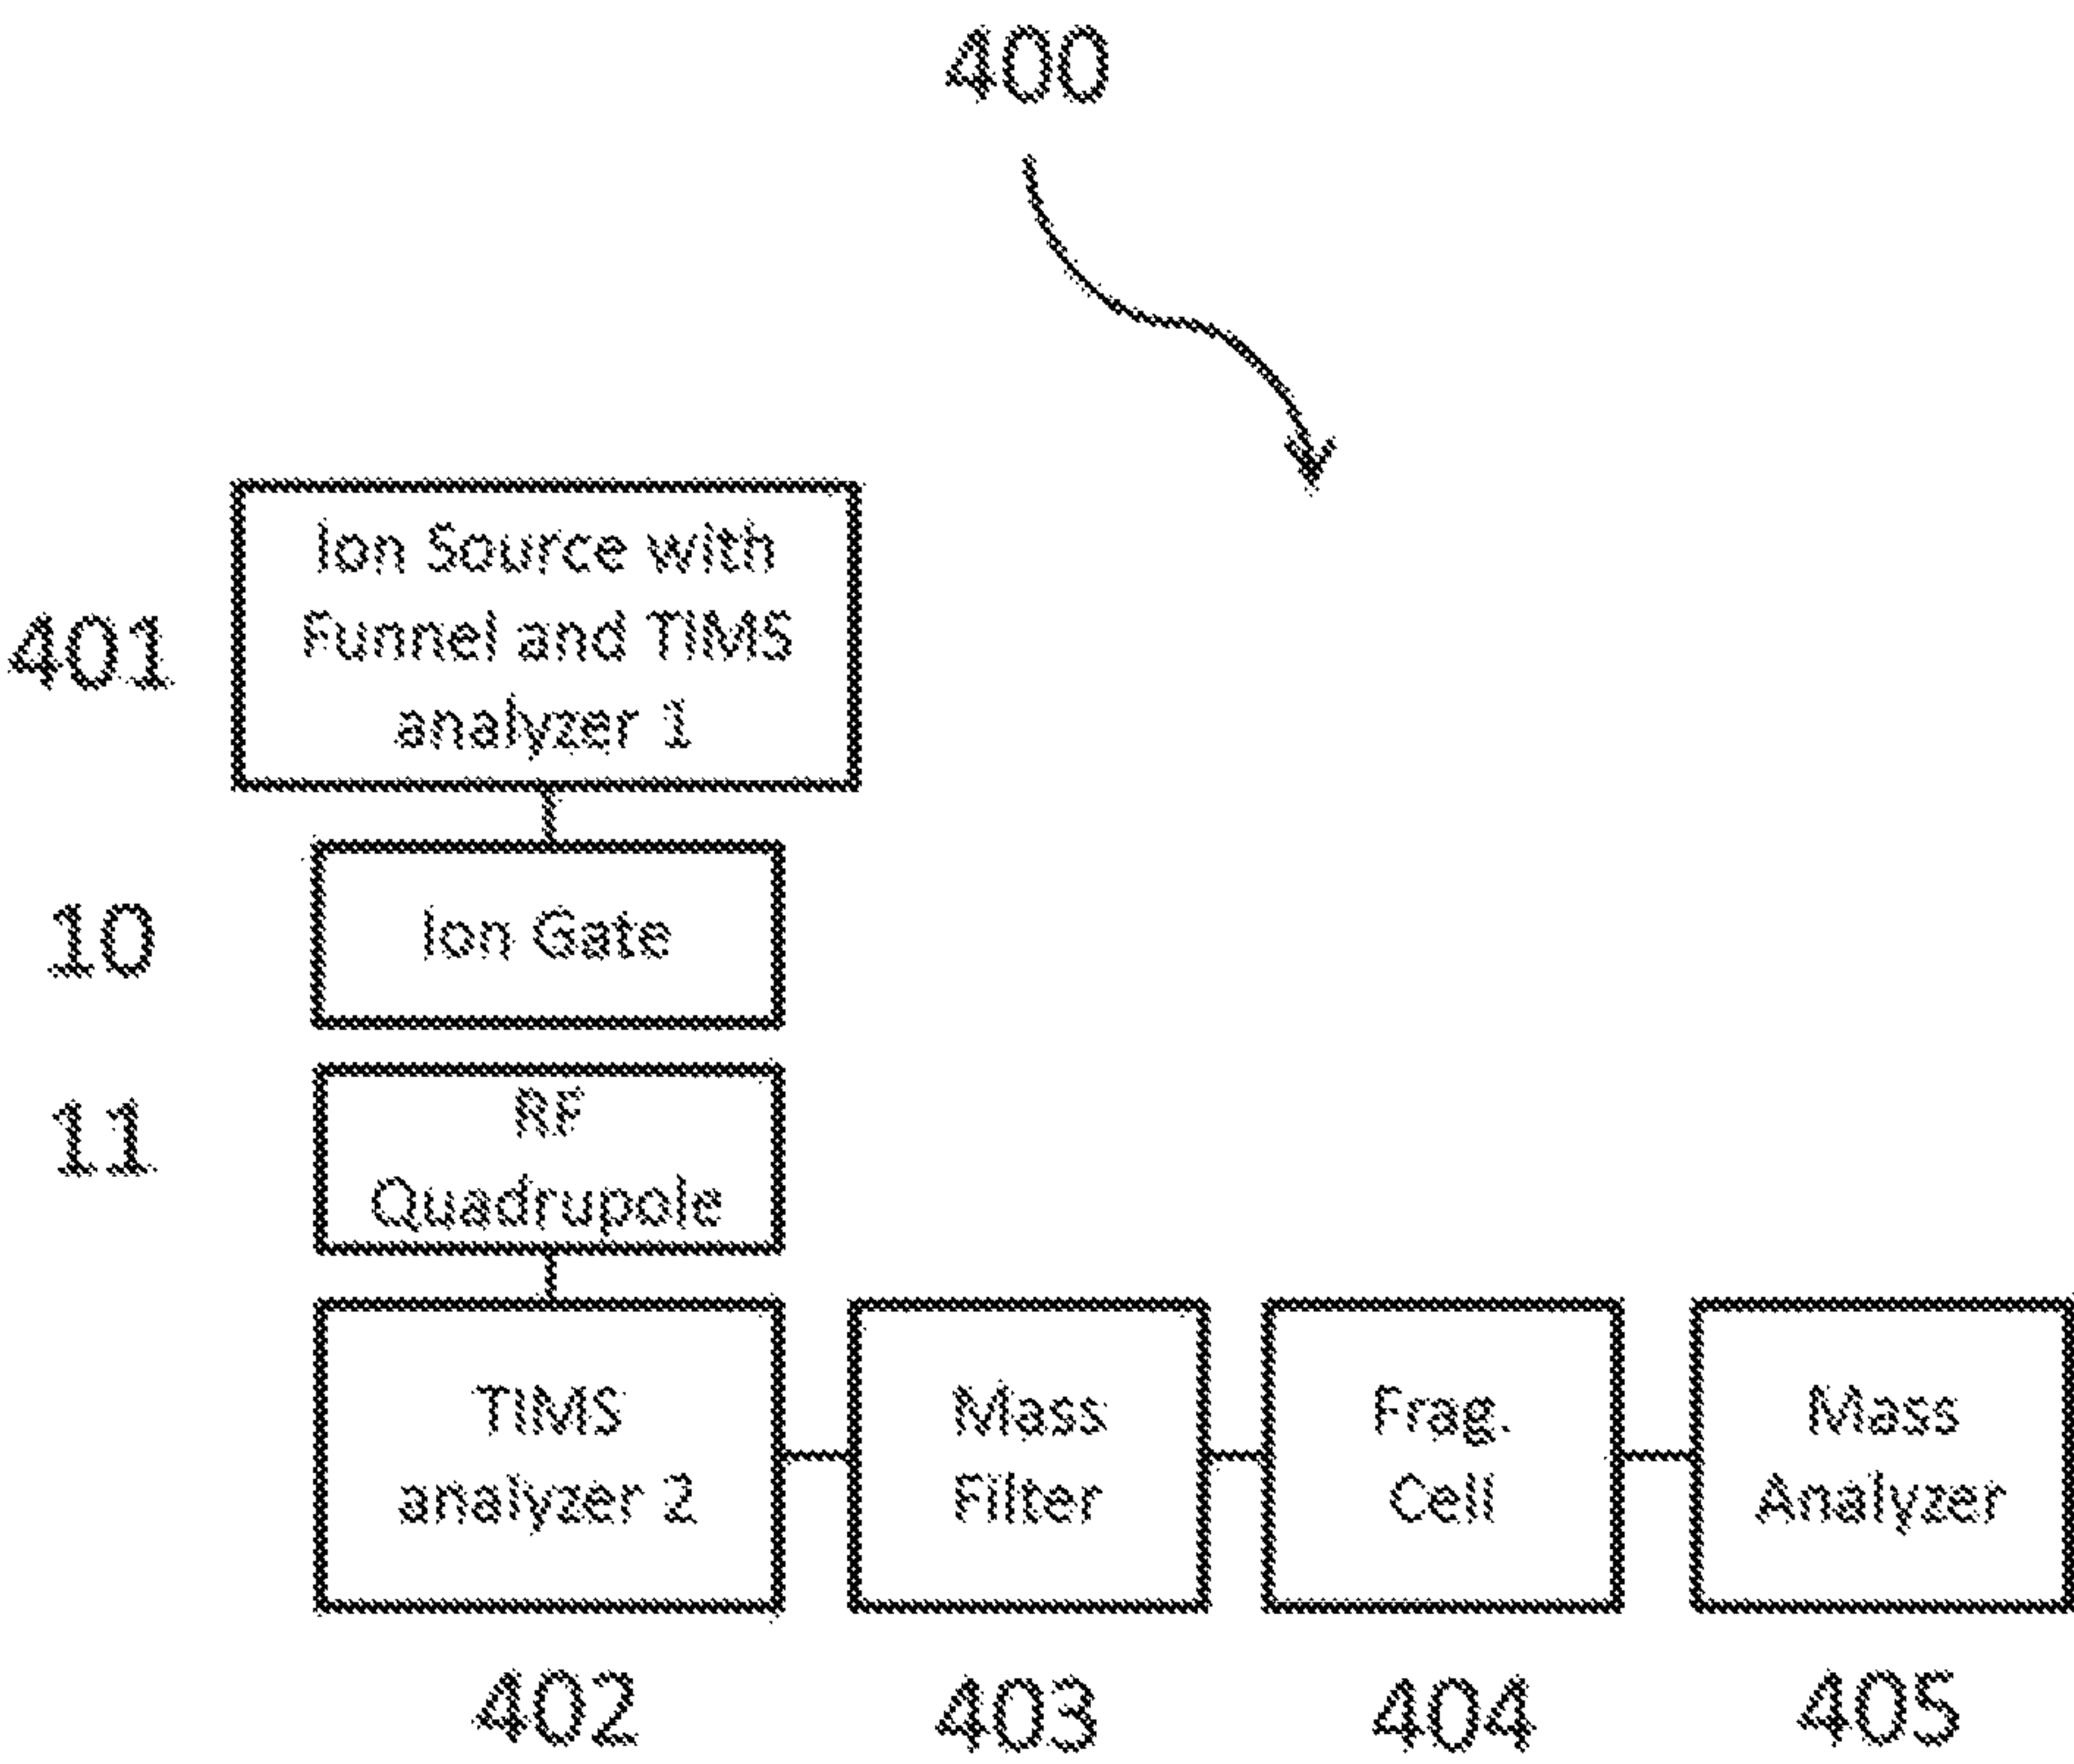 400
401
Ion Source with
Funnel and TIMS
analyzer 1
10
Ion Gate
11
RF
Quadrupole
TIMS
analyzer 2
Mass
Filter
Frag.
Cell
Mass
Analyzer
402
403
404
405